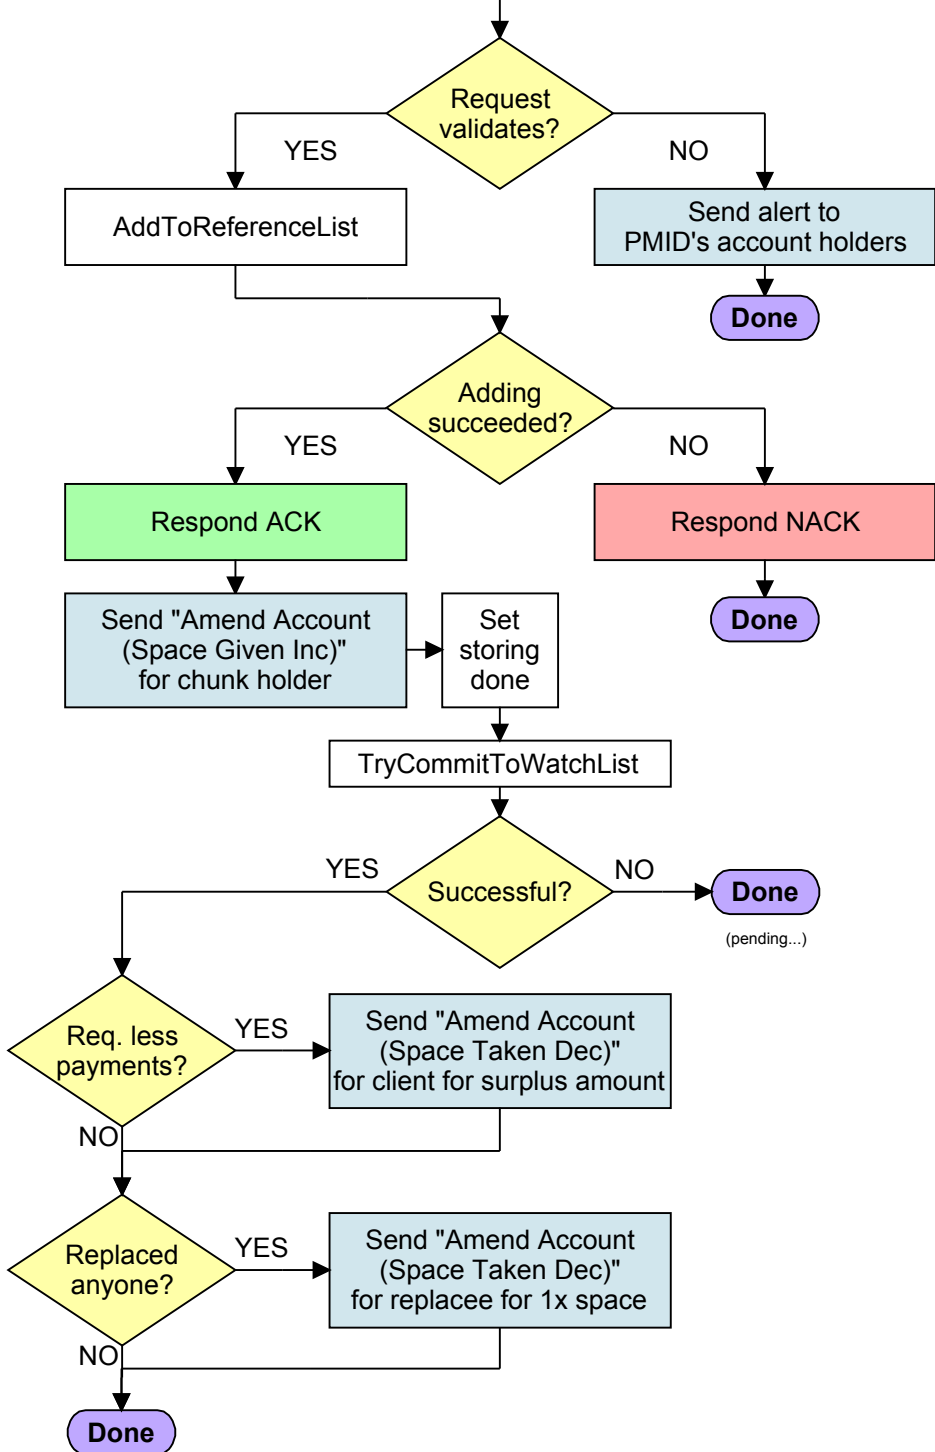 Request
validates?
YES
NO
AddToReferenceList
Send alert to
PMID's account holders
Done
Adding
succeeded?
YES
NO
Respond ACK
Respond NACK
Send "Amend Account
(Space Given Inc)"
for chunk holder
Set
storing
done
Done
TryCommitToWatchList
Successful?
YES
NO
Done
(pending...)
Req. less
payments?
YES
Send "Amend Account
(Space Taken Dec)"
for client for surplus amount
NO
Replaced
anyone?
YES
Send "Amend Account
(Space Taken Dec)"
for replacee for 1x space
NO
Done